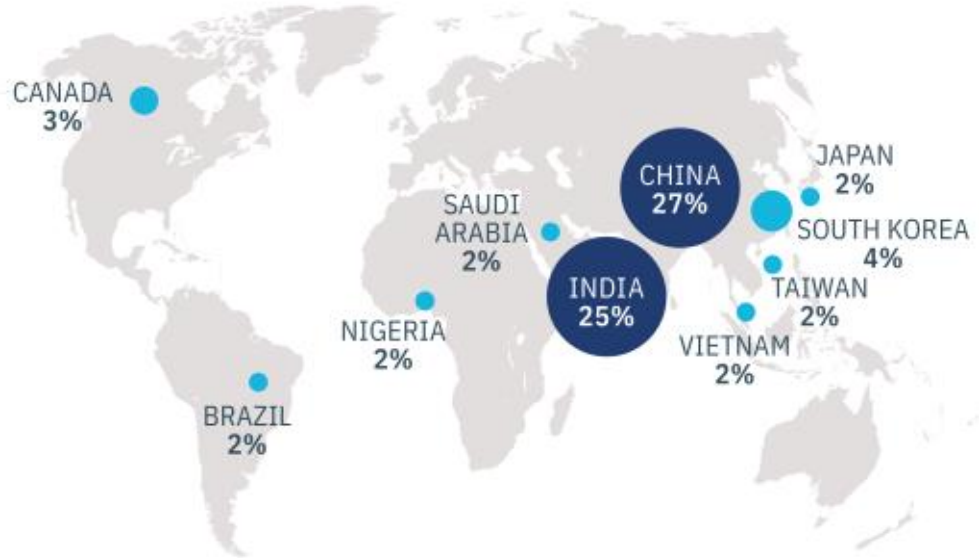 CANADA
3%
CHINA
27%
JAPAN
2%
SAUDI
ARABIA
2%
SOUTH KOREA
4%
INDIA
25%
TAIWAN
2%
NIGERIA
2%
VIETNAM
2%
BRAZIL
2%